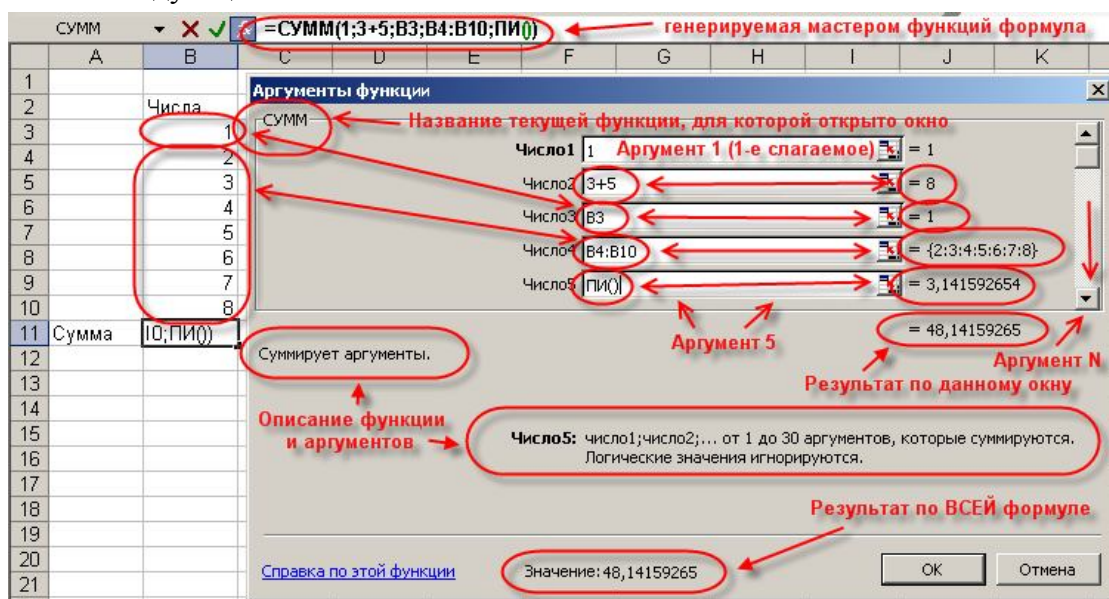 СУММ =СУММ(1;3+5;B3;B4:B10;ПИ()) генерируемая мастером функций формула
A B C D E F G H I J K
1 Аргументы функции
2 Числа СУММ Название текущей функции, для которой открыто окно
3 1 Число1 1 Аргумент 1 (1-е слагаемое) = 1
4 2
5 3 Число2 3+5 = 8
6 4 Число3 B3 = 1
7 5
8 6 Число4 B4:B10 = {2:3:4:5:6:7:8}
9 7 Число5 ПИ() = 3,141592654
10 8
11 Сумма 10;ПИ()) Аргумент 5 = 48,14159265
12 Суммирует аргументы. Аргумент N
13 Результат по данному окну
14 Описание функции
15 и аргументов Число5: число1;число2;... от 1 до 30 аргументов, которые суммируются.
16 Логические значения игнорируются.
17
18 Результат по ВСЕЙ формуле
19
20 Справка по этой функции Значение:48,14159265 ОК Отмена
21